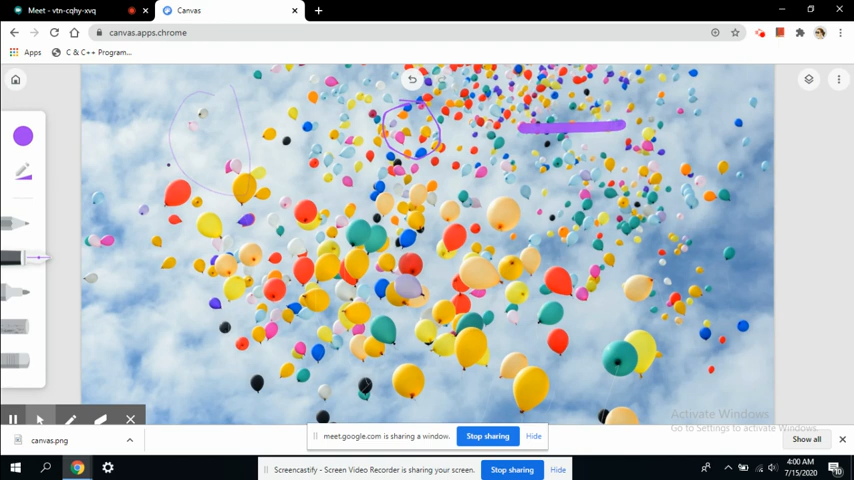 Meet - vtn-cqhy-xvq
Canvas
canvas.apps.chrome
Apps
C & C++ Program...
Activate Windows
Go to Settings to activate Windows.
canvas.png
meet.google.com is sharing a window.
Stop sharing
Hide
Show all
Screencastify - Screen Video Recorder is sharing your screen.
Stop sharing
Hide
4:00 AM
7/15/2020
10